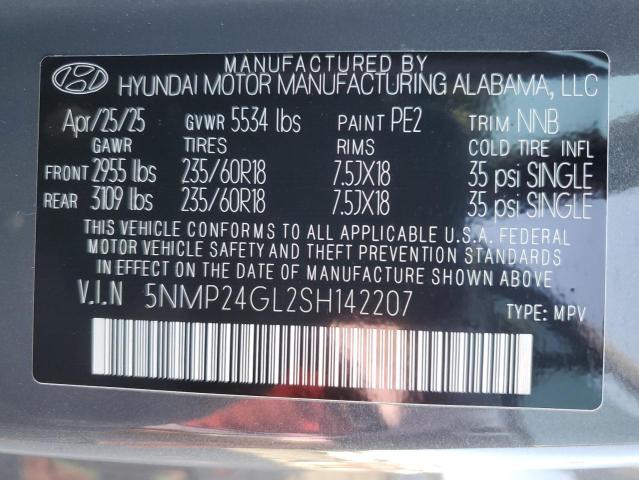 MANUFACTURED BY
HYUNDAI MOTOR MANUFACTURING ALABAMA, LLC
Apr/25/25 GVWR 5534 lbs PAINT PE2 TRIM NNB
GAWR TIRES RIMS COLD TIRE INFL
FRONT 2955 lbs 235/60R18 7.5JX18 35 psi SINGLE
REAR 3109 lbs 235/60R18 7.5JX18 35 psi SINGLE
THIS VEHICLE CONFORMS TO ALL APPLICABLE U.S.A. FEDERAL
MOTOR VEHICLE SAFETY AND THEFT PREVENTION STANDARDS
IN EFFECT ON THE DATE OF MANUFACTURE SHOWN ABOVE
V.I.N 5NMP24GL2SH142207 TYPE: MPV